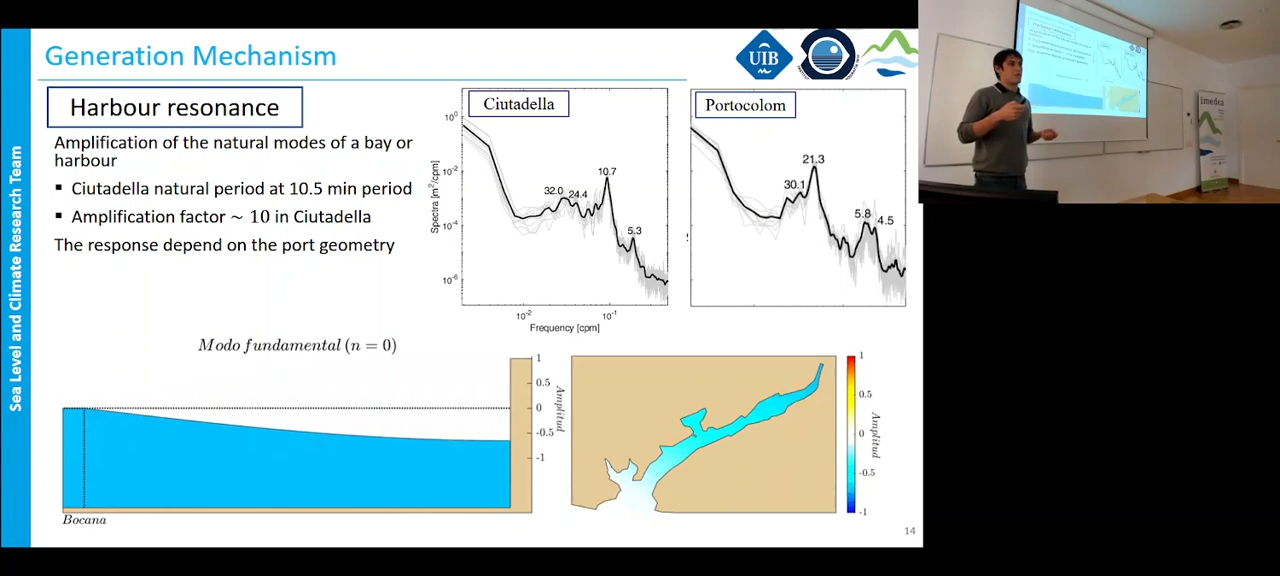 Generation Mechanism
UIB
Harbour resonance
Amplification of the natural modes of a bay or
harbour
▪ Ciutadella natural period at 10.5 min period
▪ Amplification factor ~ 10 in Ciutadella
The response depend on the port geometry
Sea Level and Climate Research Team
Ciutadella
10⁰
10⁻²
10⁻⁴
10⁻⁶
Spectra [m²/cpm]
32.0
24.4
10.7
5.3
10⁻²
10⁻¹
Frequency [cpm]
Portocolom
30.1
21.3
5.8
4.5
Modo fundamental (n = 0)
1
0.5
0
-0.5
-1
Amplitud
Bocana
1
0.5
0
-0.5
-1
Amplitud
14
imedea